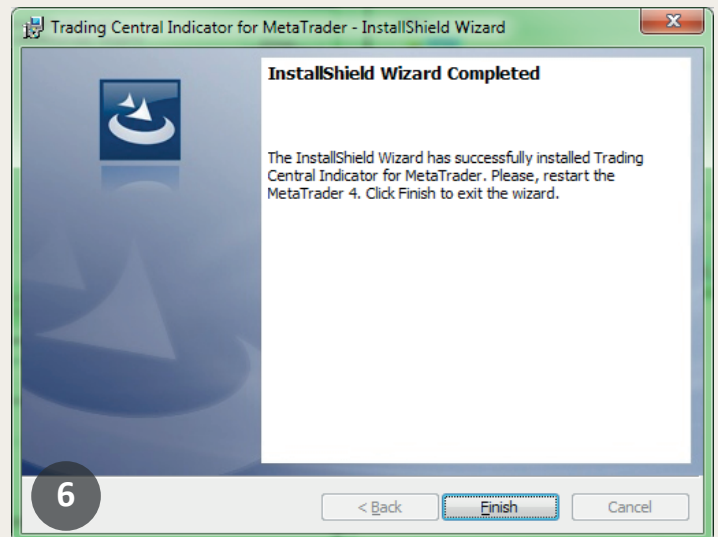 Trading Central Indicator for MetaTrader - InstallShield Wizard
InstallShield Wizard Completed
The InstallShield Wizard has successfully installed Trading
Central Indicator for MetaTrader. Please, restart the
MetaTrader 4. Click Finish to exit the wizard.
6
< Back Finish Cancel